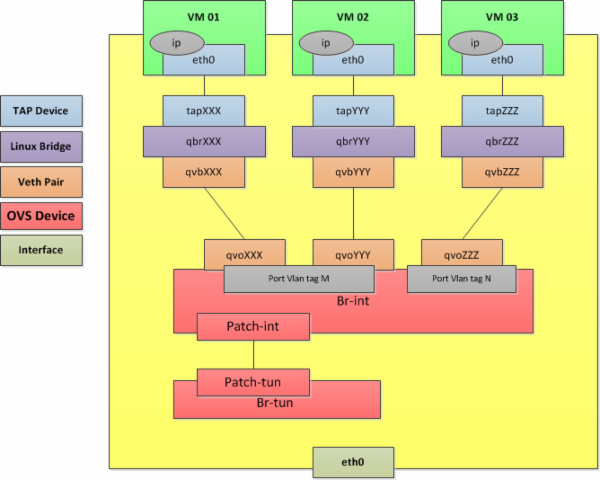 VM 01
VM 02
VM 03
ip
ip
ip
eth0
eth0
eth0
TAP Device
tapXXX
tapYYY
tapZZZ
Linux Bridge
qbrXXX
qbrYYY
qbrZZZ
Veth Pair
qvbXXX
qvbYYY
qvbZZZ
OVS Device
Interface
qvoXXX
qvoYYY
qvoZZZ
Port Vlan tag M
Port Vlan tag N
Br-int
Patch-int
Patch-tun
Br-tun
eth0